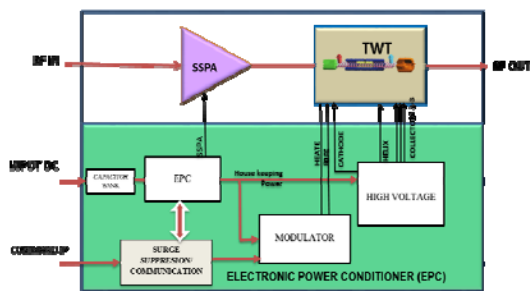 TWT
SSPA
RF IN
RF OUT
SSPA
CATHODE
HELIX
INPUT DC
CAPACITOR
BANK
EPC
House keeping
Power
HIGH VOLTAGE
SURGE
SUPPRESION/
COMMUNICATION
MODULATOR
ELECTRONIC POWER CONDITIONER (EPC)